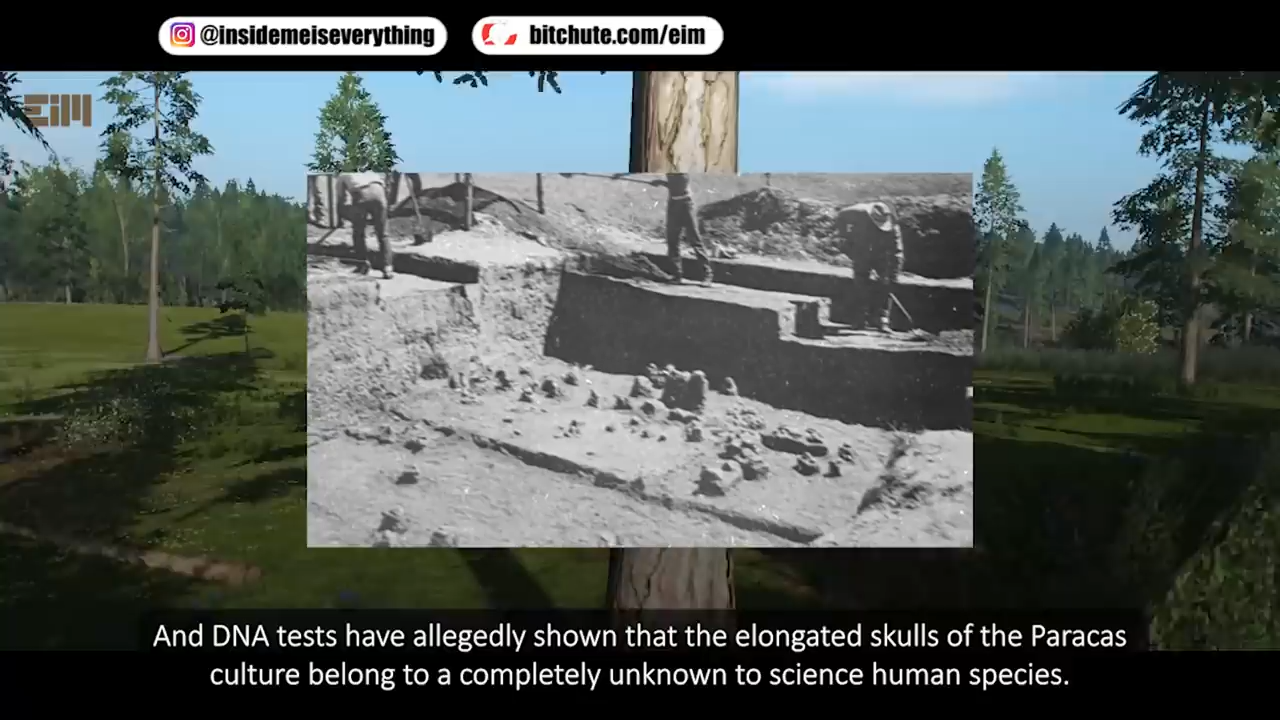 @insidemeiseverything
bitchute.com/eim
EiM
And DNA tests have allegedly shown that the elongated skulls of the Paracas
culture belong to a completely unknown to science human species.